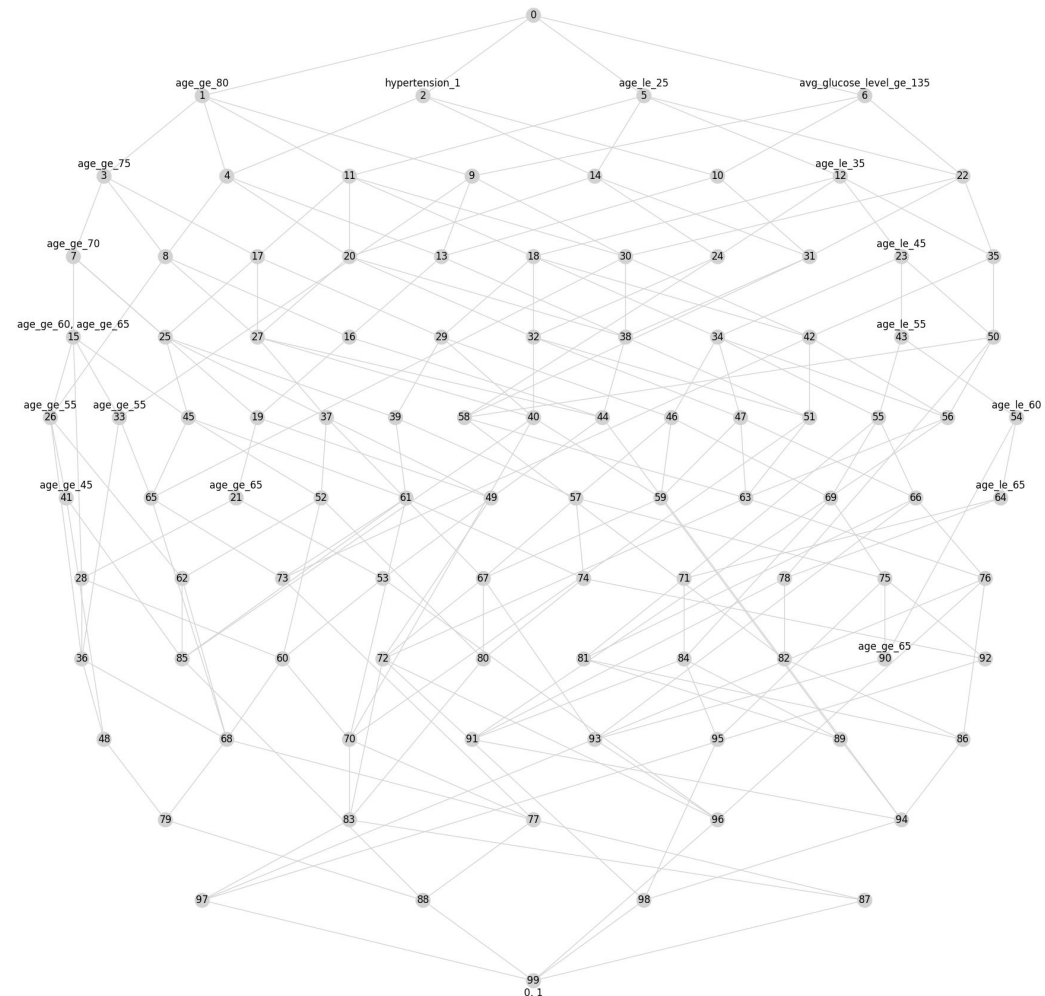 0
age_ge_80 hypertension_1 age_le_25 avg_glucose_level_ge_135
1 2 5 6
age_ge_75 age_le_35
3 4 11 9 14 10 12 22
age_ge_70 age_le_45
7 8 17 20 13 18 30 24 31 23 35
age_ge_60, age_ge_65 age_le_55
15 25 27 16 29 32 38 34 42 43 50
age_ge_55 age_ge_55 age_le_60
26 33 45 19 37 39 58 40 44 46 47 51 55 56 54
age_ge_45 age_ge_65 age_le_65
41 65 21 52 61 49 57 59 63 69 66 64
28 62 73 53 67 74 71 78 75 76
age_ge_65
36 85 60 72 80 81 84 82 90 92
48 68 70 91 93 95 89 86
79 83 77 96 94
97 88 98 87
99
0, 1